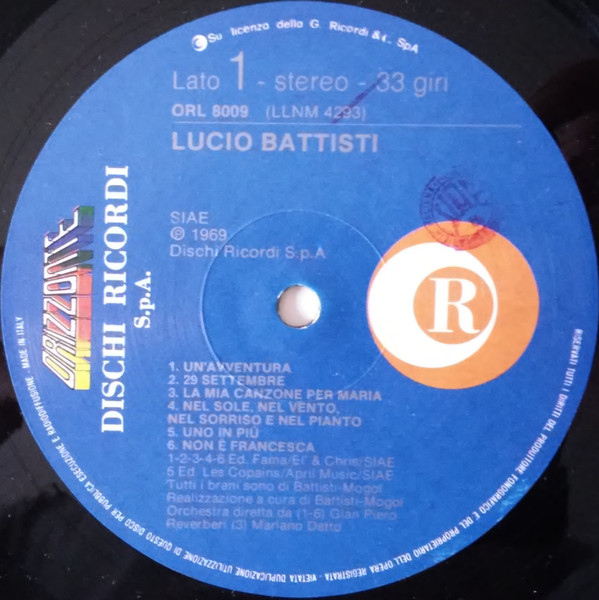 Su licenza della G. Ricordi & C. SpA
Lato 1 - stereo - 33 giri
ORL 8009 (LLNM 4293)
LUCIO BATTISTI
ORIZZONTE
DISCHI RICORDI
S.p.A.
SIAE
℗ 1969
Dischi Ricordi S.p.A
R
1. UN'AVVENTURA
2. 29 SETTEMBRE
3. LA MIA CANZONE PER MARIA
4. NEL SOLE, NEL VENTO,
NEL SORRISO E NEL PIANTO
5. UNO IN PIÙ
6. NON È FRANCESCA
1-2-3-4-6 Ed. Fama/El & Chris/SIAE
5 Ed. Les Copains/April Music/SIAE
Tutti i brani sono di Battisti-Mogol
Realizzazione a cura di Battisti-Mogol
Orchestra diretta da (1-6) Gian Piero
Reverberi (3) Mariano Detto
RISERVATI TUTTI I DIRITTI DEL PRODUTTORE FONOGRAFICO E DEL PROPRIETARIO DELL'OPERA REGISTRATA - VIETATA DUPLICAZIONE UTILIZZAZIONE DI QUESTO DISCO PER PUBBLICA ESECUZIONE E RADIODIFFUSIONE. MADE IN ITALY